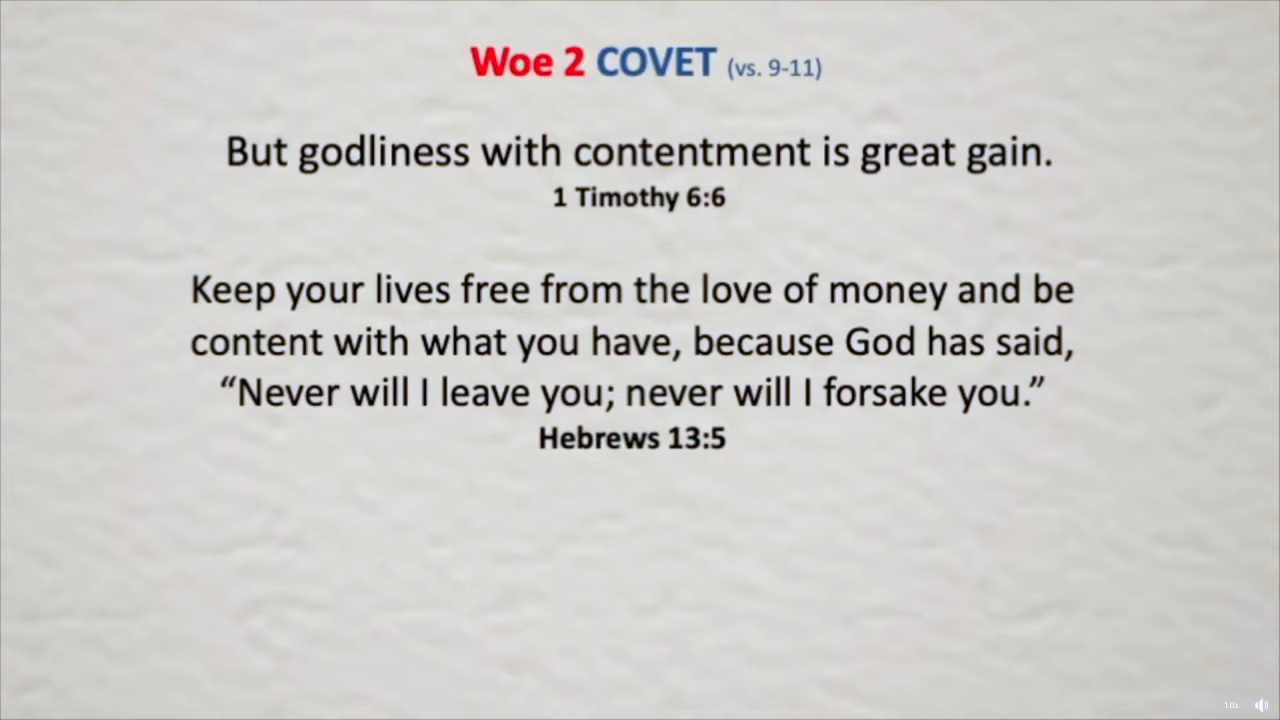 Woe 2 COVET (vs. 9-11)
But godliness with contentment is great gain.
1 Timothy 6:6
Keep your lives free from the love of money and be
content with what you have, because God has said,
“Never will I leave you; never will I forsake you.”
Hebrews 13:5
1.0x